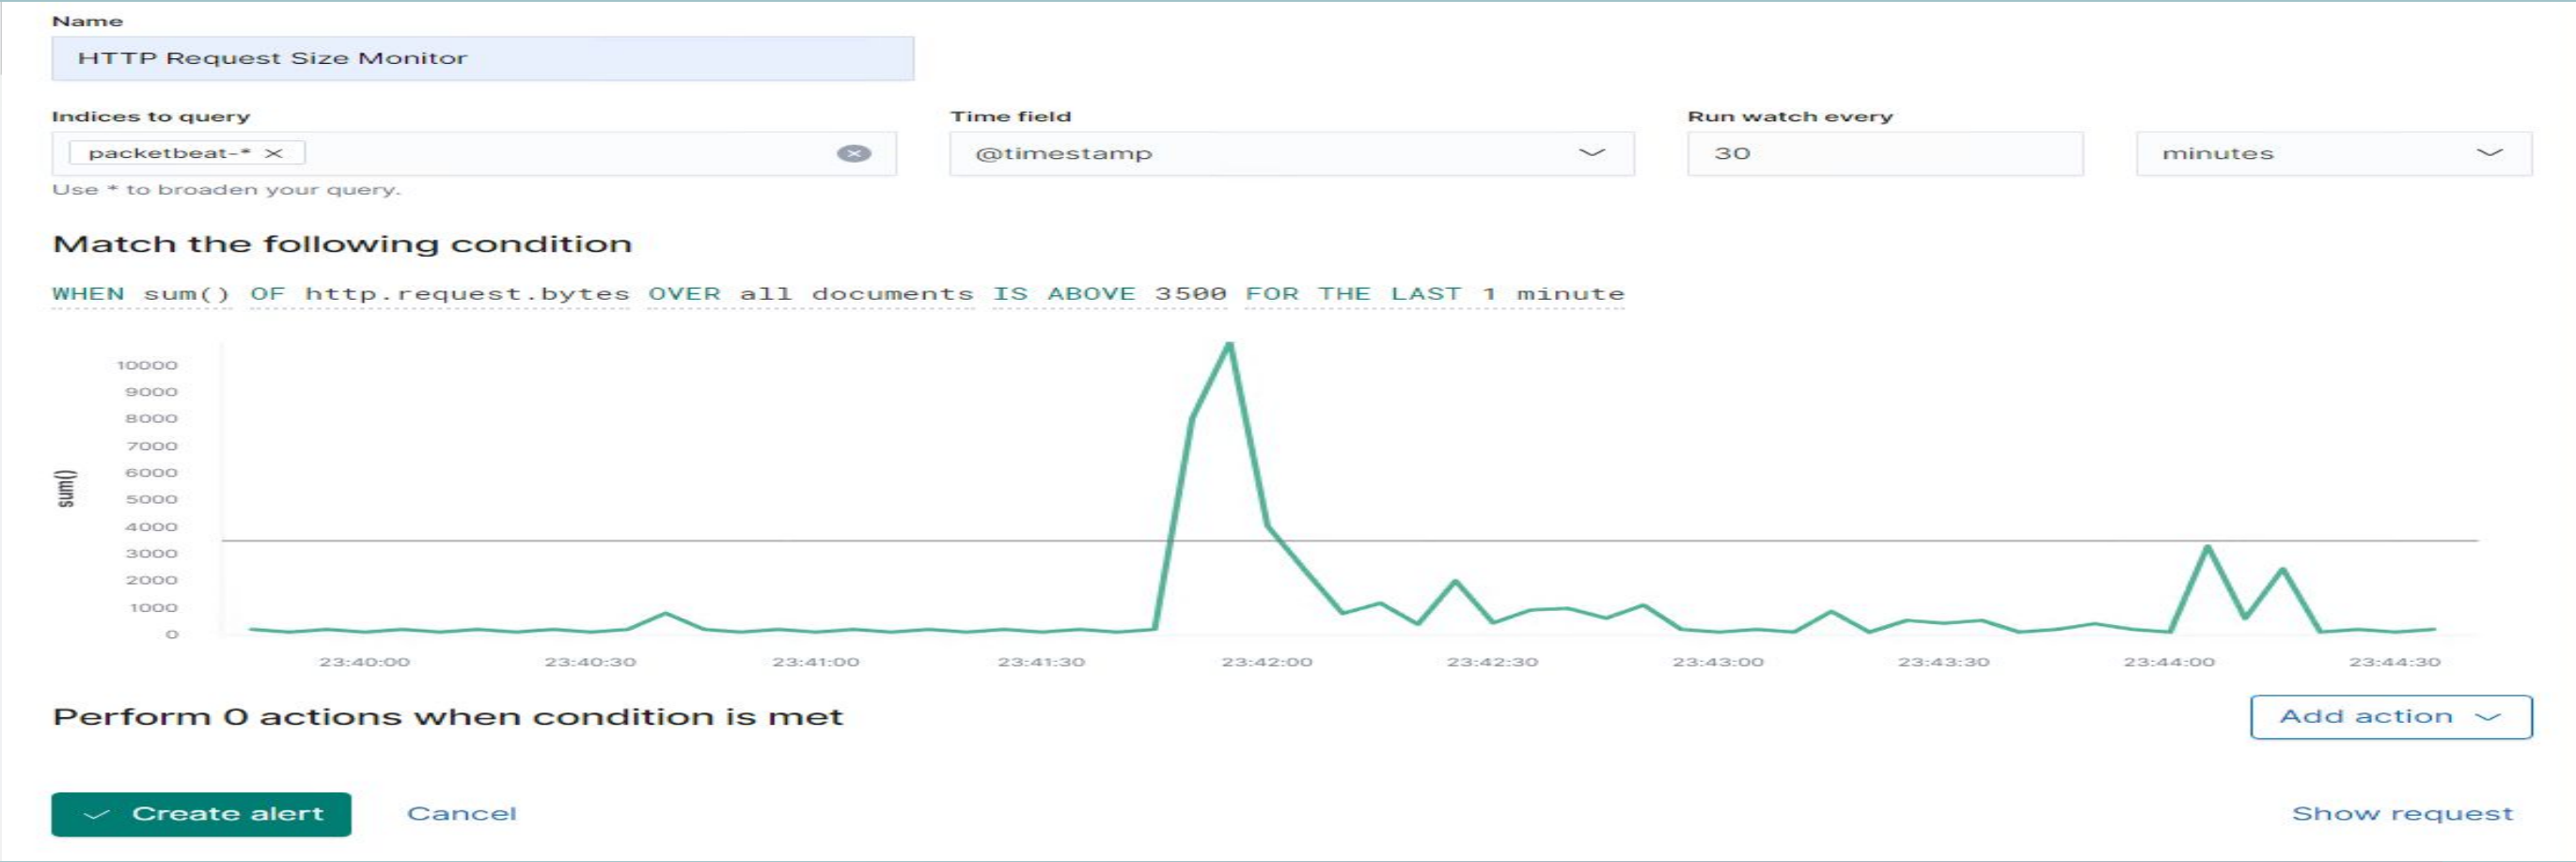 Name
HTTP Request Size Monitor
Indices to query Time field Run watch every
packetbeat-* @timestamp 30 minutes
Use * to broaden your query.
Match the following condition
WHEN sum() OF http.request.bytes OVER all documents IS ABOVE 3500 FOR THE LAST 1 minute
sum()
10000
9000
8000
7000
6000
5000
4000
3000
2000
1000
0
23:40:00 23:40:30 23:41:00 23:41:30 23:42:00 23:42:30 23:43:00 23:43:30 23:44:00 23:44:30
Perform 0 actions when condition is met Add action
Create alert Cancel Show request